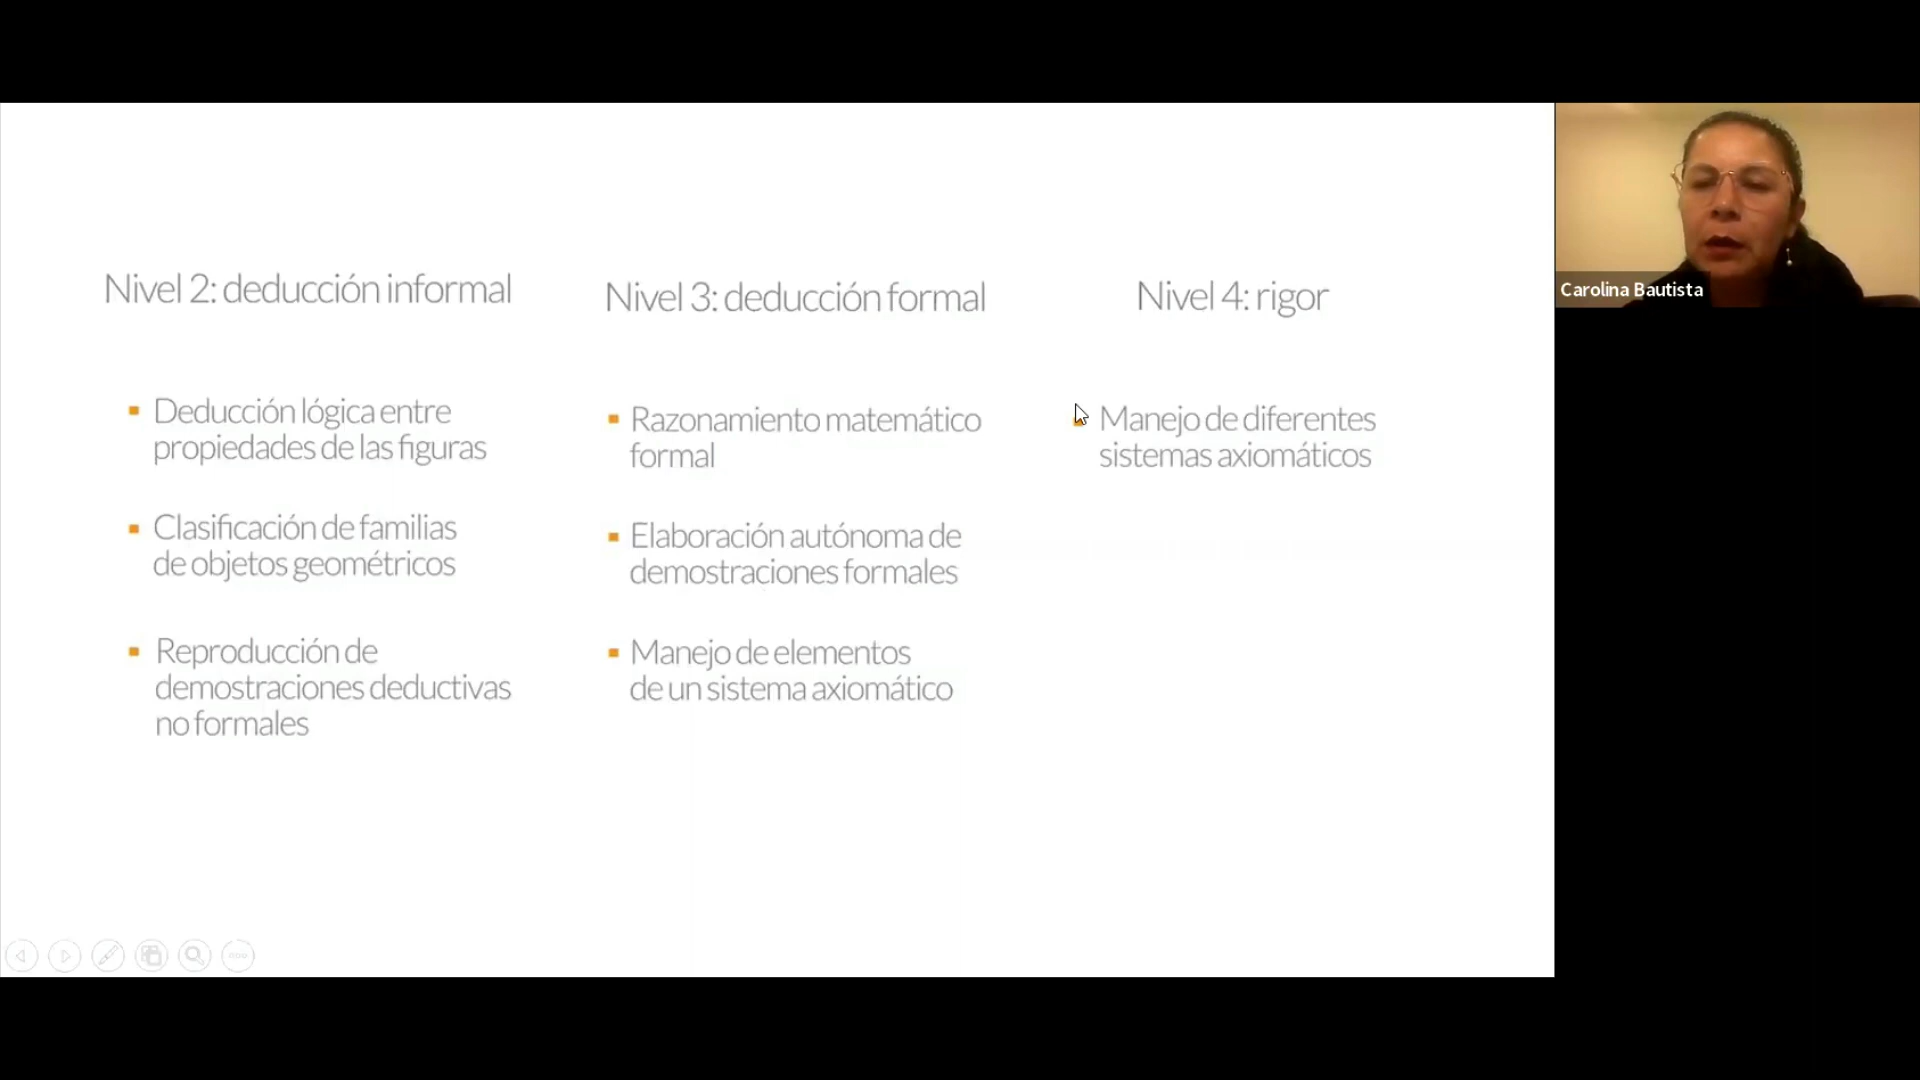 Nivel 2: deducción informal
Deducción lógica entre
propiedades de las figuras
Clasificación de familias
de objetos geométricos
Reproducción de
demostraciones deductivas
no formales
Nivel 3: deducción formal
Razonamiento matemático
formal
Elaboración autónoma de
demostraciones formales
Manejo de elementos
de un sistema axiomático
Nivel 4: rigor
Manejo de diferentes
sistemas axiomáticos
Carolina Bautista